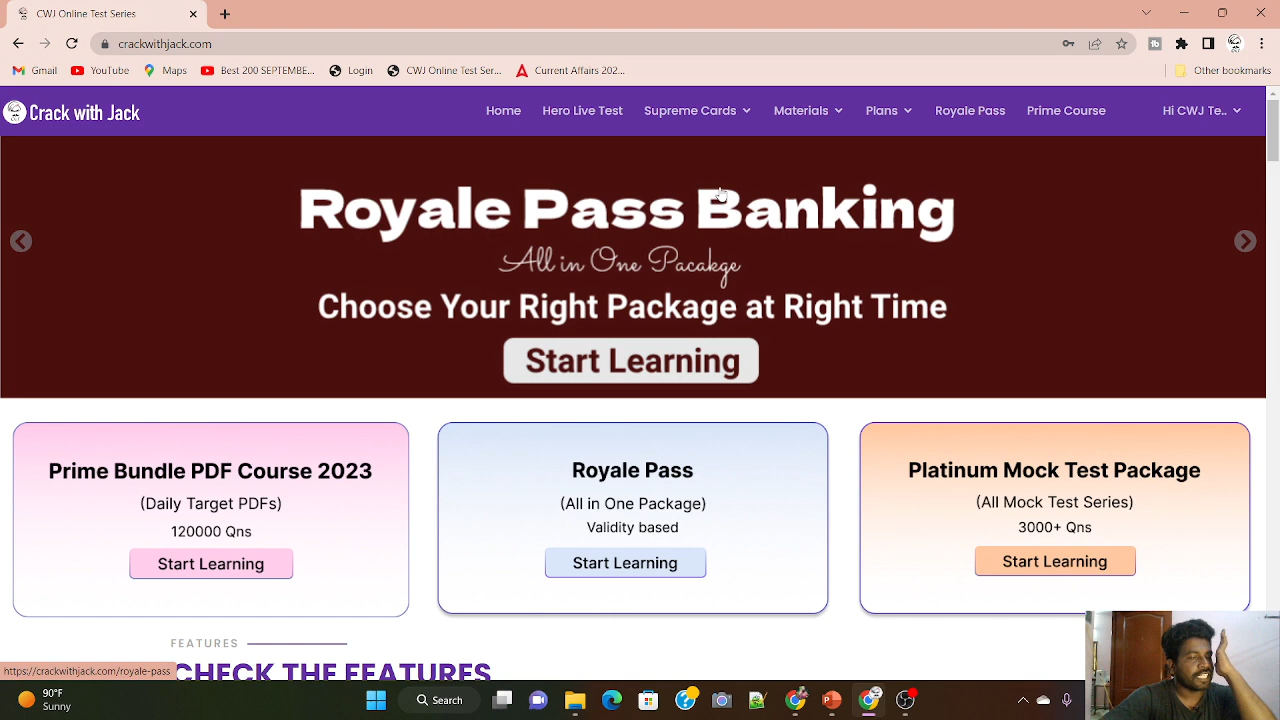 CWJ Online Test Series
crackwithjack.com
Gmail YouTube Maps Best 200 SEPTEMBE... Login CWJ Online Test Ser... Current Affairs 202... Other bookmarks
Crack with Jack Home Hero Live Test Supreme Cards Materials Plans Royale Pass Prime Course Hi CWJ Te..
Royale Pass Banking
All in One Pacakge
Choose Your Right Package at Right Time
Start Learning
Prime Bundle PDF Course 2023
(Daily Target PDFs)
120000 Qns
Start Learning
Royale Pass
(All in One Package)
Validity based
Start Learning
Platinum Mock Test Package
(All Mock Test Series)
3000+ Qns
Start Learning
FEATURES
CHECK THE FEATURES
https://crackwithjack.com/royale-pass
90°F
Sunny
Search